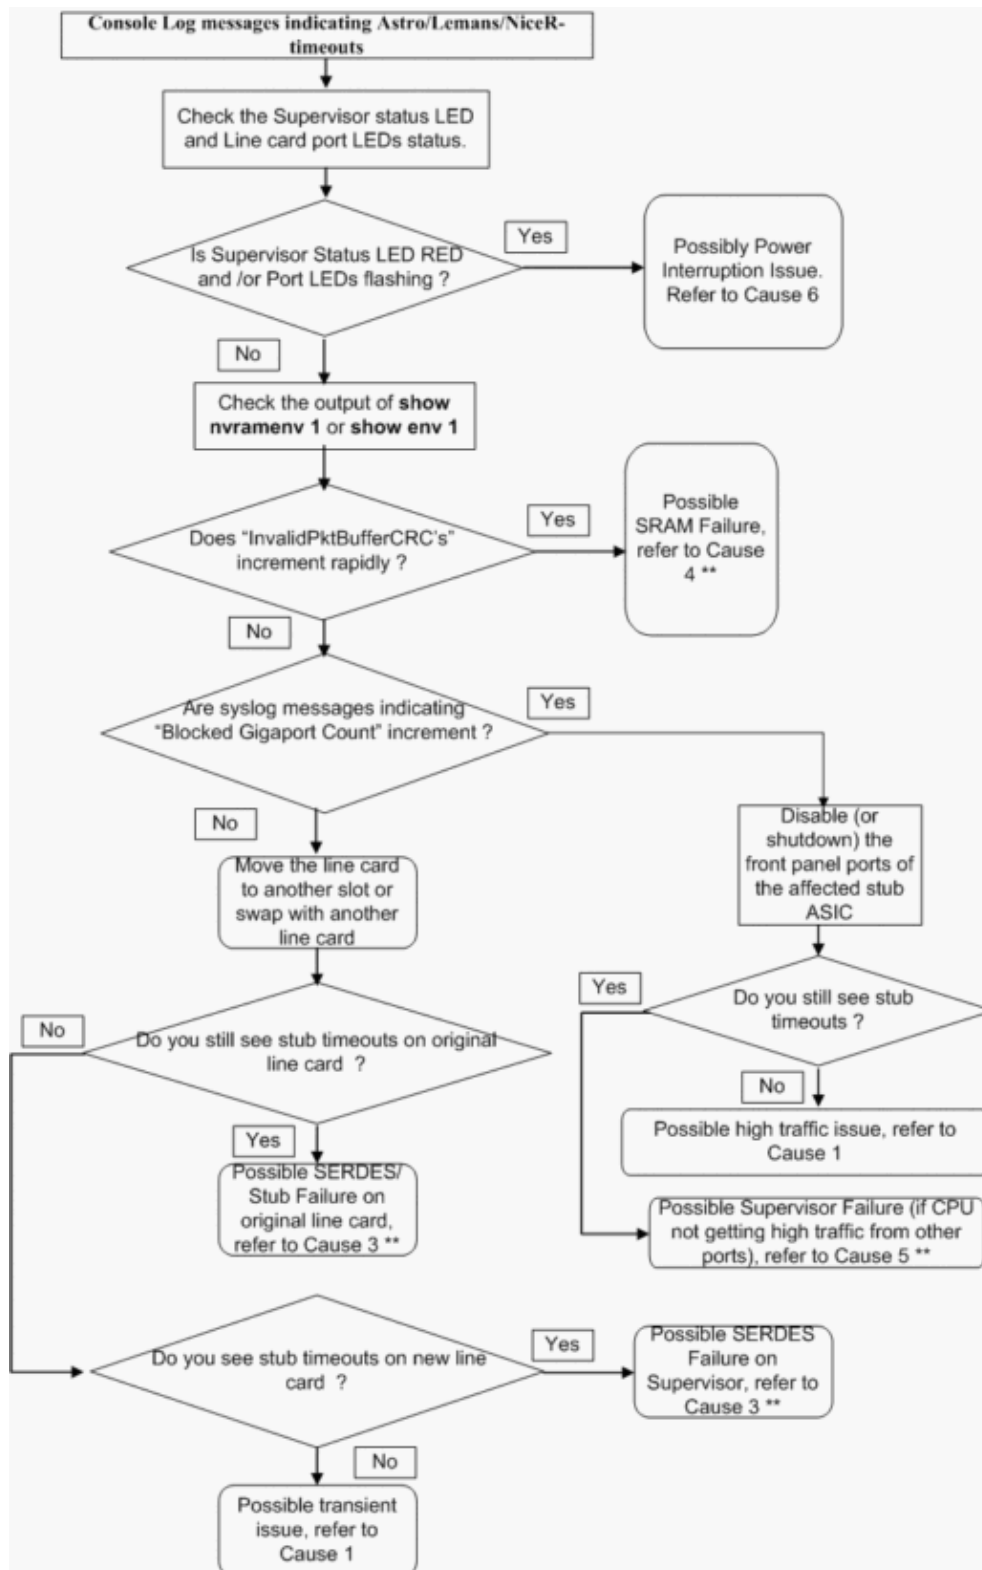 Console Log messages indicating Astro/Lemans/NiceR-
timeouts
Check the Supervisor status LED
and Line card port LEDs status.
Is Supervisor Status LED RED
and /or Port LEDs flashing ?
Yes
Possibly Power
Interruption Issue.
Refer to Cause 6
No
Check the output of show
nvramenv 1 or show env 1
Does “InvalidPktBufferCRC's”
increment rapidly ?
Yes
Possible
SRAM Failure,
refer to Cause
4 **
No
Are syslog messages indicating
“Blocked Gigaport Count” increment ?
Yes
No
Move the line card
to another slot or
swap with another
line card
Disable (or
shutdown) the
front panel ports of
the affected stub
ASIC
Do you still see stub
timeouts ?
Yes
No
Possible high traffic issue, refer to
Cause 1
Possible Supervisor Failure (if CPU
not getting high traffic from other
ports), refer to Cause 5 **
Do you still see stub timeouts on original
line card ?
No
Yes
Possible SERDES/
Stub Failure on
original line card,
refer to Cause 3 **
Do you see stub timeouts on new line
card ?
Yes
Possible SERDES
Failure on
Supervisor, refer to
Cause 3 **
No
Possible transient
issue, refer to
Cause 1